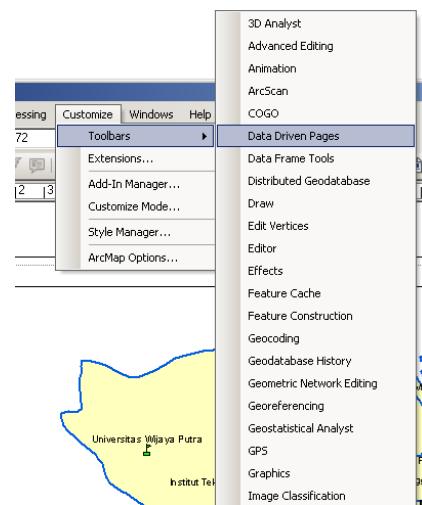 essing Customize Windows Help
72
Toolbars
Extensions...
Add-In Manager...
Customize Mode...
Style Manager...
ArcMap Options...
2 3
3D Analyst
Advanced Editing
Animation
ArcScan
COGO
Data Driven Pages
Data Frame Tools
Distributed Geodatabase
Draw
Edit Vertices
Editor
Effects
Feature Cache
Feature Construction
Geocoding
Geodatabase History
Geometric Network Editing
Georeferencing
Geostatistical Analyst
GPS
Graphics
Image Classification
Universitas Wijaya Putra
Institut Tek